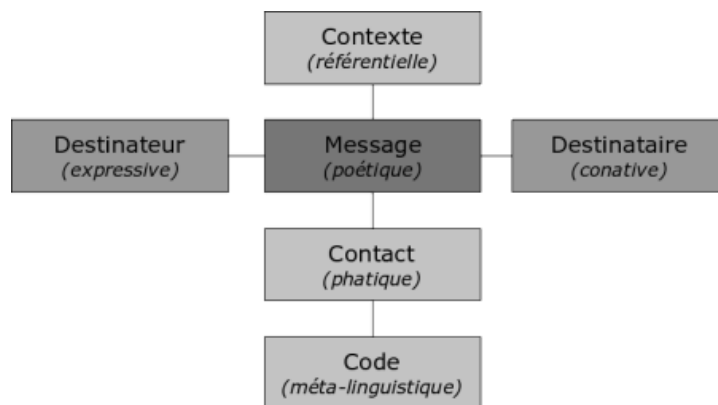 Contexte
(référentielle)
Destinateur
(expressive)
Message
(poétique)
Destinataire
(conative)
Contact
(phatique)
Code
(méta-linguistique)